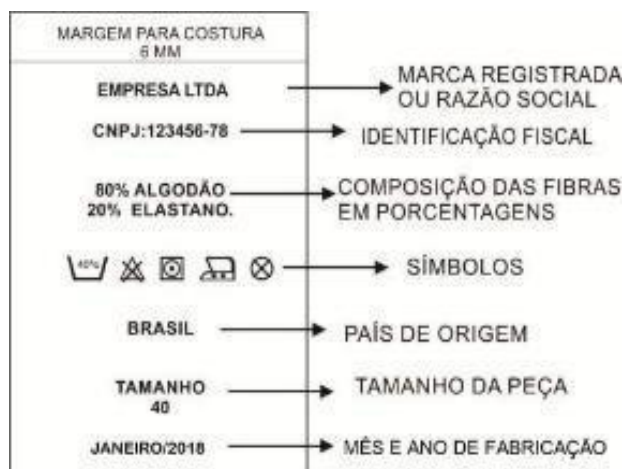 MARGEM PARA COSTURA
6 MM
EMPRESA LTDA
MARCA REGISTRADA
OU RAZÃO SOCIAL
CNPJ:123456-78
IDENTIFICAÇÃO FISCAL
80% ALGODÃO
20% ELASTANO.
COMPOSIÇÃO DAS FIBRAS
EM PORCENTAGENS
40°C
SÍMBOLOS
BRASIL
PAÍS DE ORIGEM
TAMANHO
40
TAMANHO DA PEÇA
JANEIRO/2018
MÊS E ANO DE FABRICAÇÃO